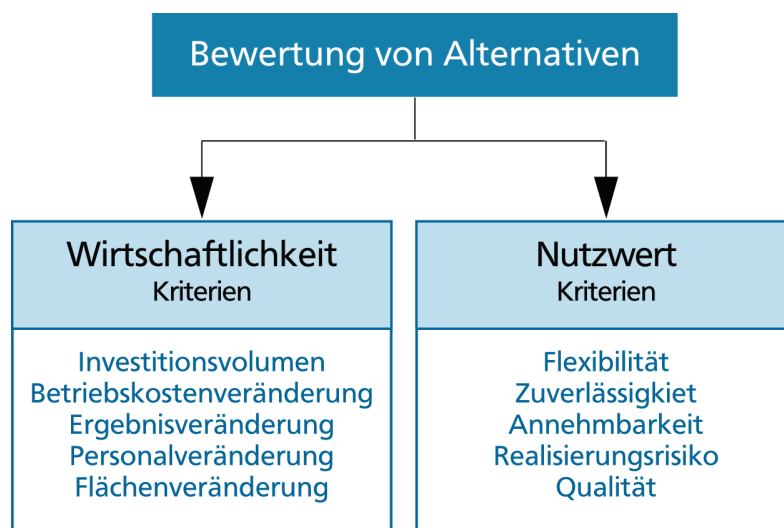 Bewertung von Alternativen
Wirtschaftlichkeit
Kriterien
Investitionsvolumen
Betriebskostenveränderung
Ergebnisveränderung
Personalveränderung
Flächenveränderung
Nutzwert
Kriterien
Flexibilität
Zuverlässigkiet
Annehmbarkeit
Realisierungsrisiko
Qualität